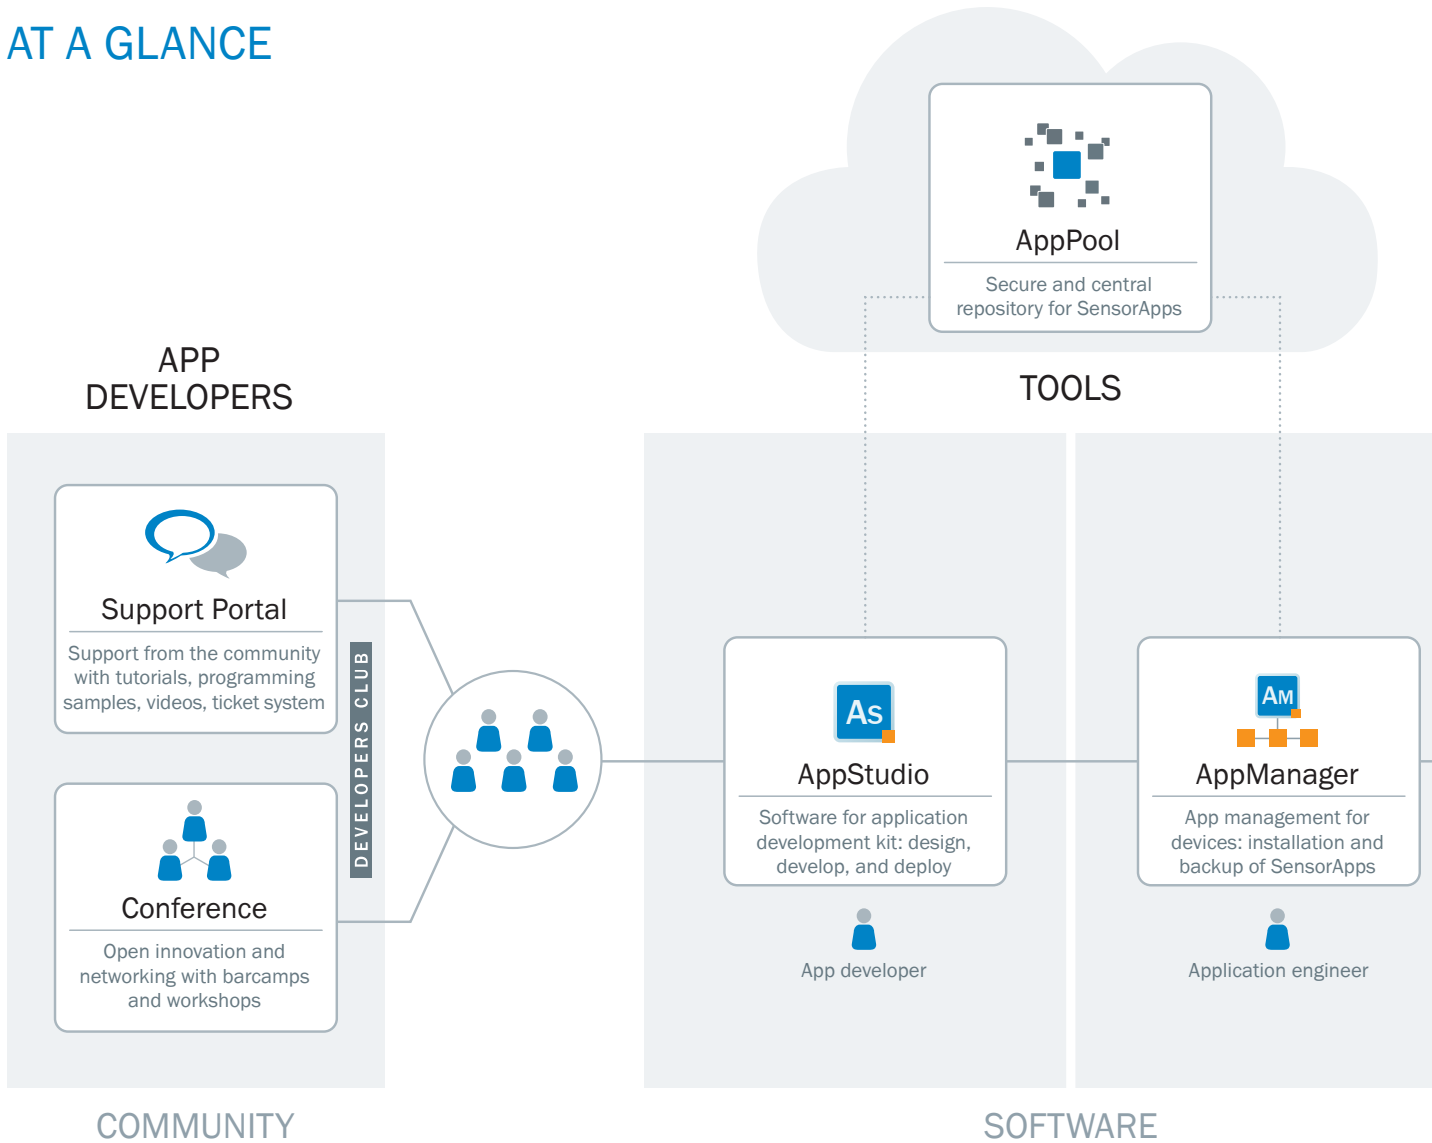 AT A GLANCE
AppPool
Secure and central
repository for SensorApps
APP
DEVELOPERS
TOOLS
Support Portal
Support from the community
with tutorials, programming
samples, videos, ticket system
DEVELOPERS CLUB
Conference
Open innovation and
networking with barcamps
and workshops
AS
AppStudio
Software for application
development kit: design,
develop, and deploy
App developer
AM
AppManager
App management for
devices: installation and
backup of SensorApps
Application engineer
COMMUNITY
SOFTWARE